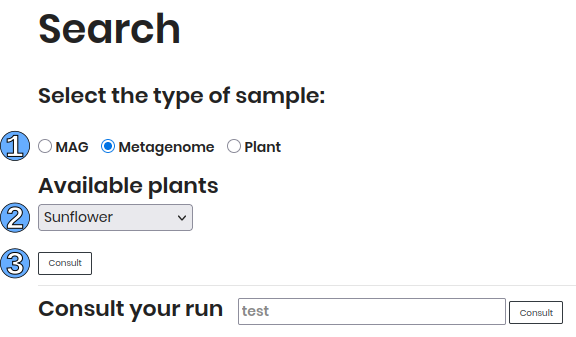 Search
Select the type of sample:
1 MAG Metagenome Plant
Available plants
2 Sunflower
3 Consult
Consult your run test Consult